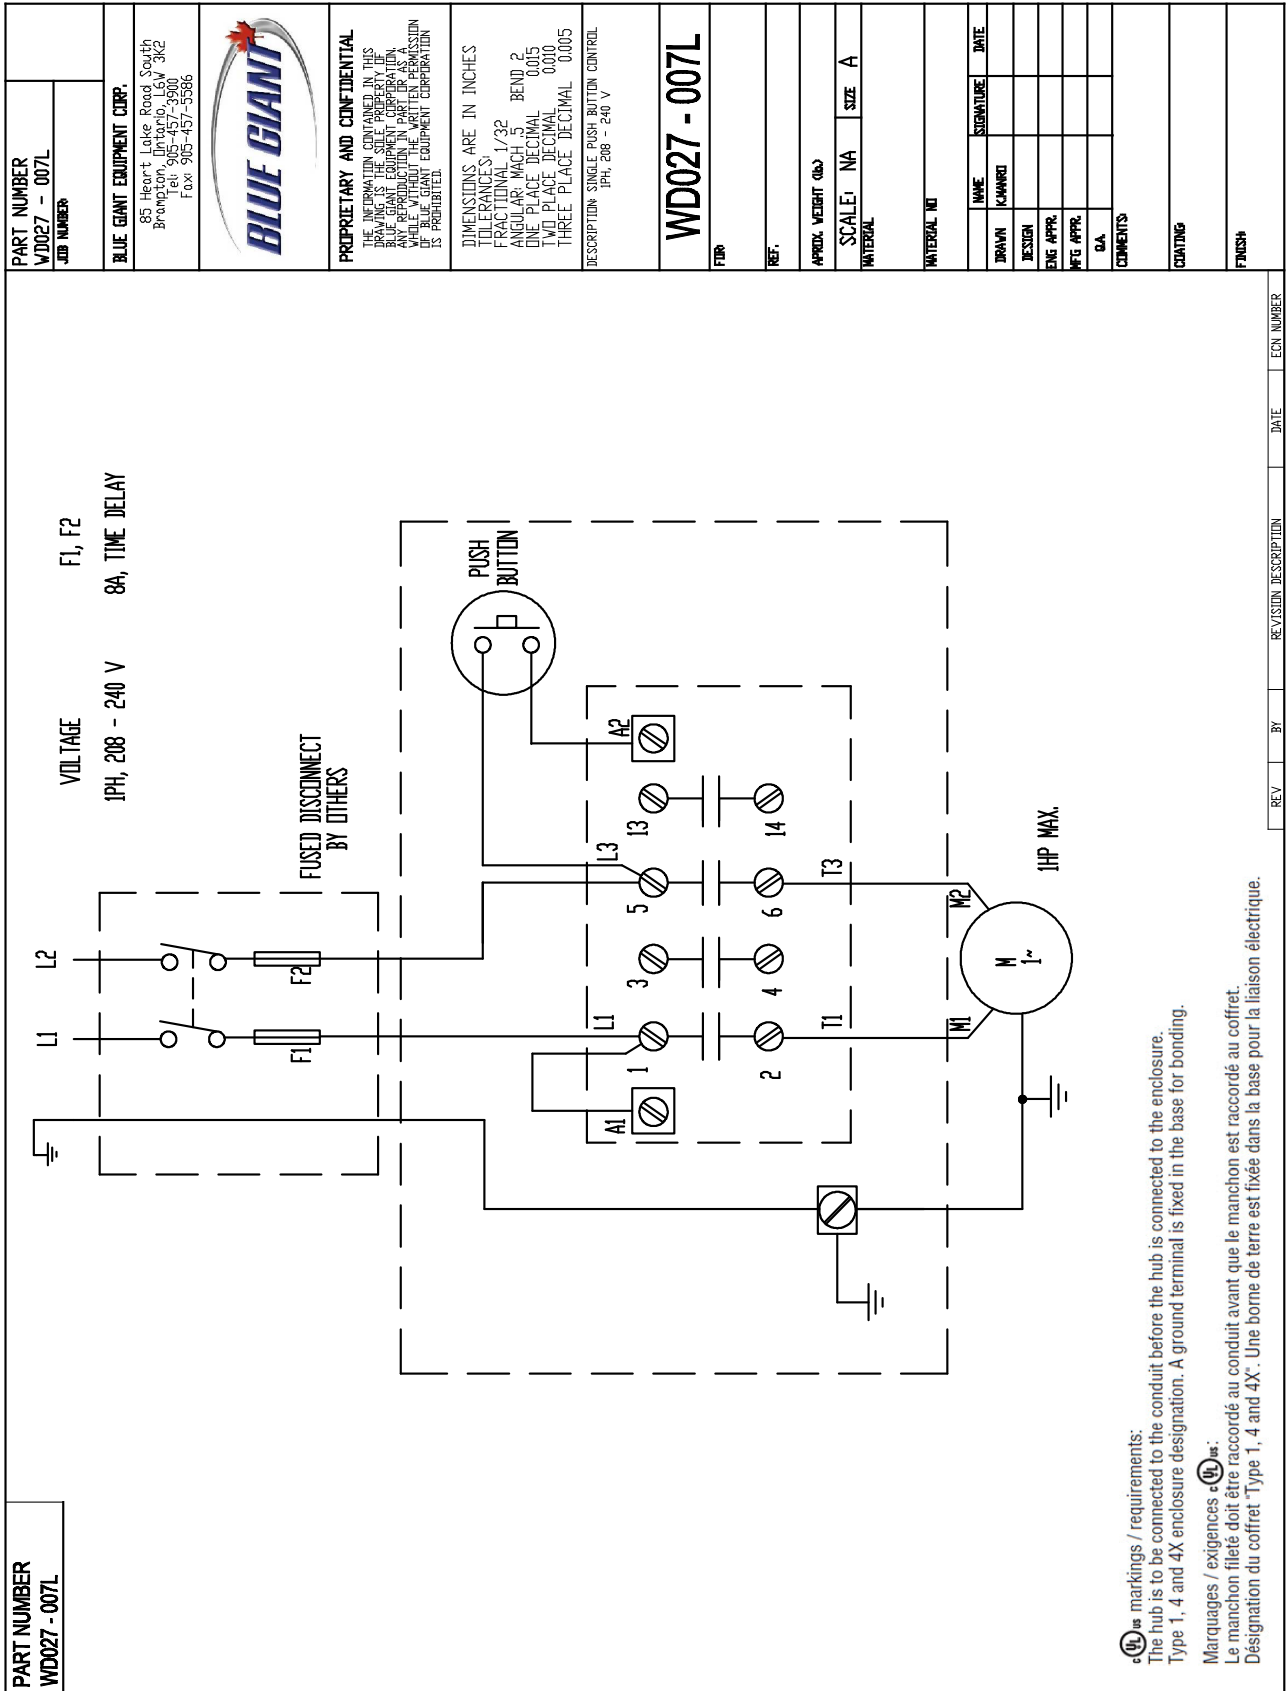 PART NUMBER
WD027 - 007L
VOLTAGE
F1, F2
1PH, 208 - 240 V
8A, TIME DELAY
L1
L2
F1
F2
FUSED DISCONNECT
BY OTHERS
PUSH
BUTTON
A1
L1
L3
A2
1
3
5
13
2
4
6
14
T1
T3
M1
M2
M
1~
1HP MAX.
cULus markings / requirements:
The hub is to be connected to the conduit before the hub is connected to the enclosure.
Type 1, 4 and 4X enclosure designation. A ground terminal is fixed in the base for bonding.
Marquages / exigences cULus:
Le manchon fileté doit être raccordé au conduit avant que le manchon est raccordé au coffret.
Désignation du coffret "Type 1, 4 and 4X". Une borne de terre est fixée dans la base pour la liaison électrique.
REV
BY
REVISION DESCRIPTION
DATE
ECN NUMBER
PART NUMBER
WD027 - 007L
JOB NUMBER:
BLUE GIANT EQUIPMENT CORP.
85 Heart Lake Road South
Brampton, Ontario, L6W 3K2
Tel: 905-457-3900
Fax: 905-457-5586
BLUE GIANT
PROPRIETARY AND CONFIDENTIAL
THE INFORMATION CONTAINED IN THIS
DRAWING IS THE SOLE PROPERTY OF
BLUE GIANT EQUIPMENT CORPORATION.
ANY REPRODUCTION IN PART OR AS A
WHOLE WITHOUT THE WRITTEN PERMISSION
OF BLUE GIANT EQUIPMENT CORPORATION
IS PROHIBITED.
DIMENSIONS ARE IN INCHES
TOLERANCES:
FRACTIONAL 1/32
ANGULAR: MACH .5 BEND 2
ONE PLACE DECIMAL 0.015
TWO PLACE DECIMAL 0.010
THREE PLACE DECIMAL 0.005
DESCRIPTION: SINGLE PUSH BUTTON CONTROL
1PH, 208 - 240 V
WD027 - 007L
FOR:
REF.
APROX. WEIGHT (lb.)
SCALE: NA SIZE A
MATERIAL
MATERIAL NO
NAME SIGNATURE DATE
DRAWN K.MANRO
DESIGN
ENG APPR.
MFG APPR.
Q.A.
COMMENTS:
COATING:
FINISH: